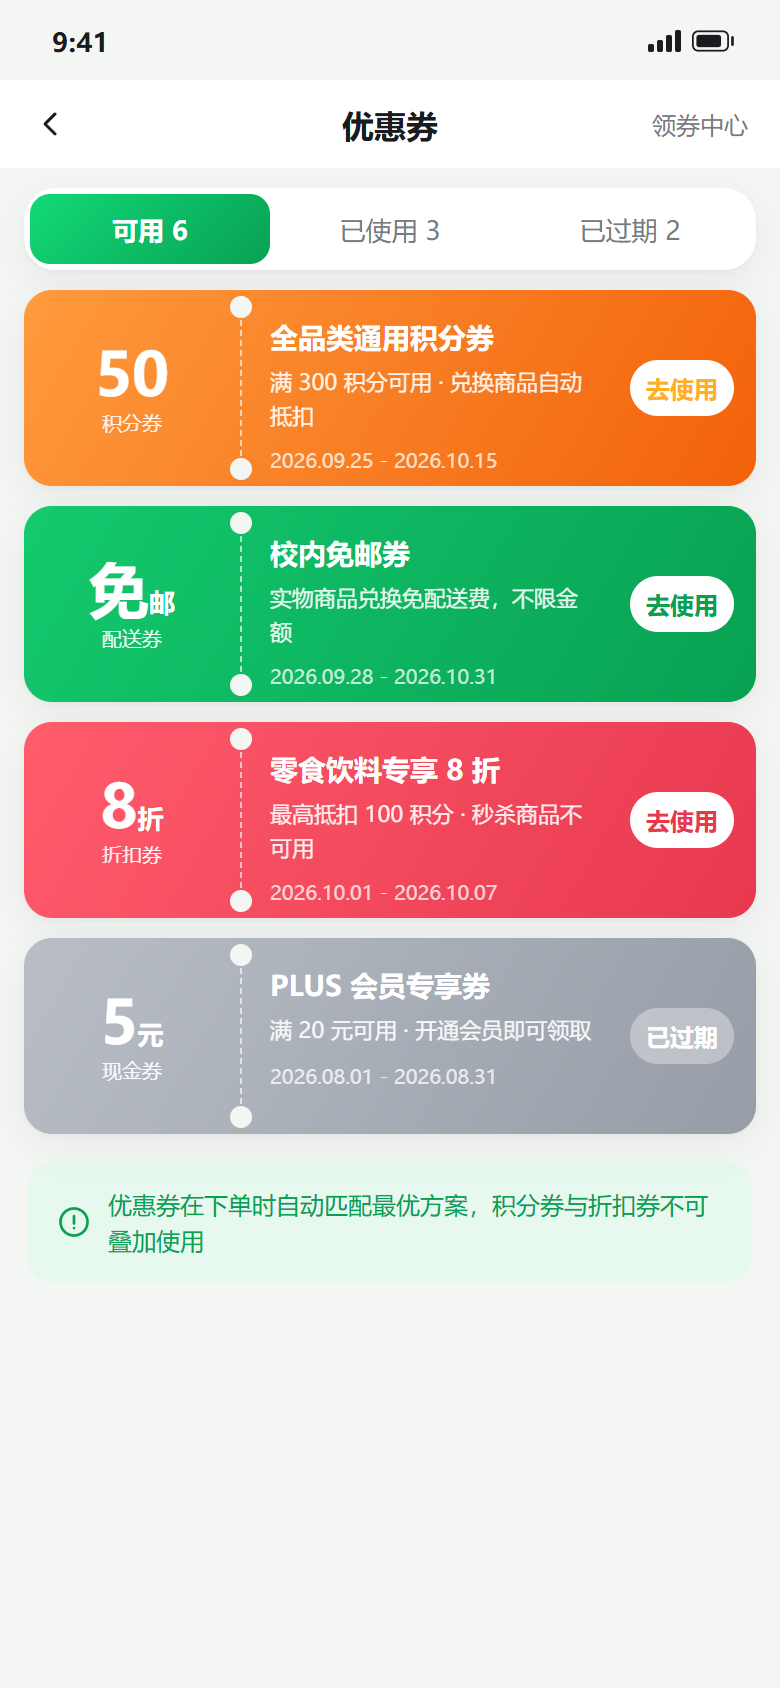 9:41
优惠券
领券中心
可用 6
已使用 3
已过期 2
50
积分券
全品类通用积分券
满 300 积分可用 · 兑换商品自动
抵扣
2026.09.25 - 2026.10.15
去使用
免邮
配送券
校内免邮券
实物商品兑换免配送费，不限金
额
2026.09.28 - 2026.10.31
去使用
8折
折扣券
零食饮料专享 8 折
最高抵扣 100 积分 · 秒杀商品不
可用
2026.10.01 - 2026.10.07
去使用
5元
现金券
PLUS 会员专享券
满 20 元可用 · 开通会员即可领取
2026.08.01 - 2026.08.31
已过期
优惠券在下单时自动匹配最优方案，积分券与折扣券不可
叠加使用